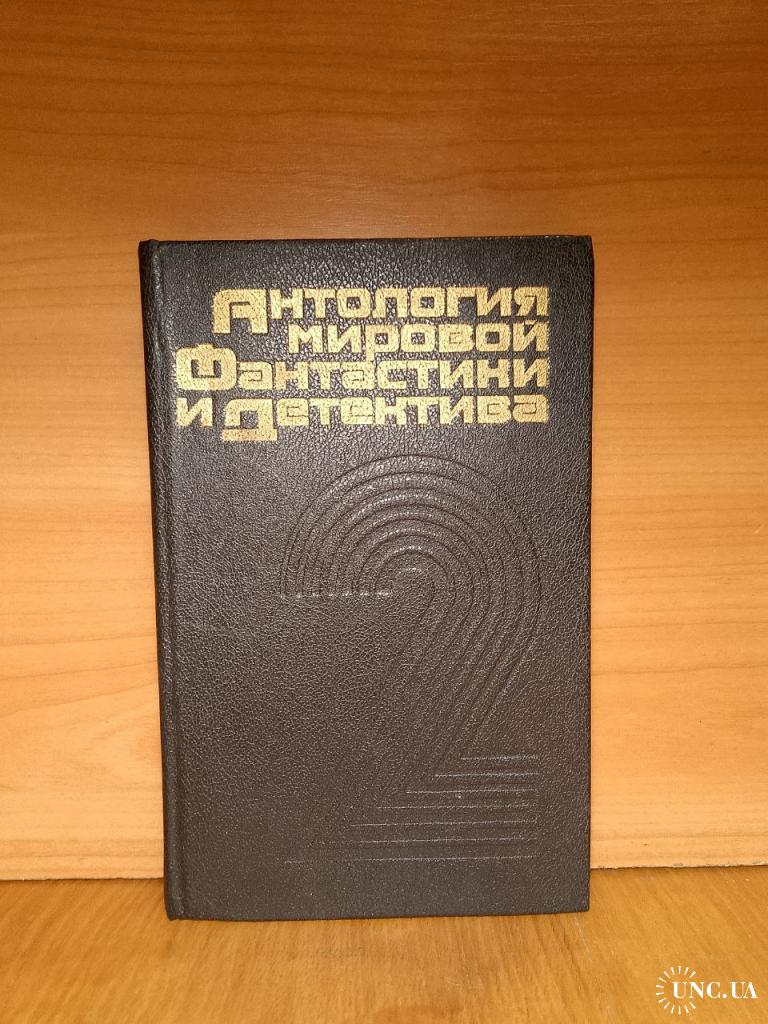 Антология
мировой
Фантастики
и Детектива
2
UNC.UA